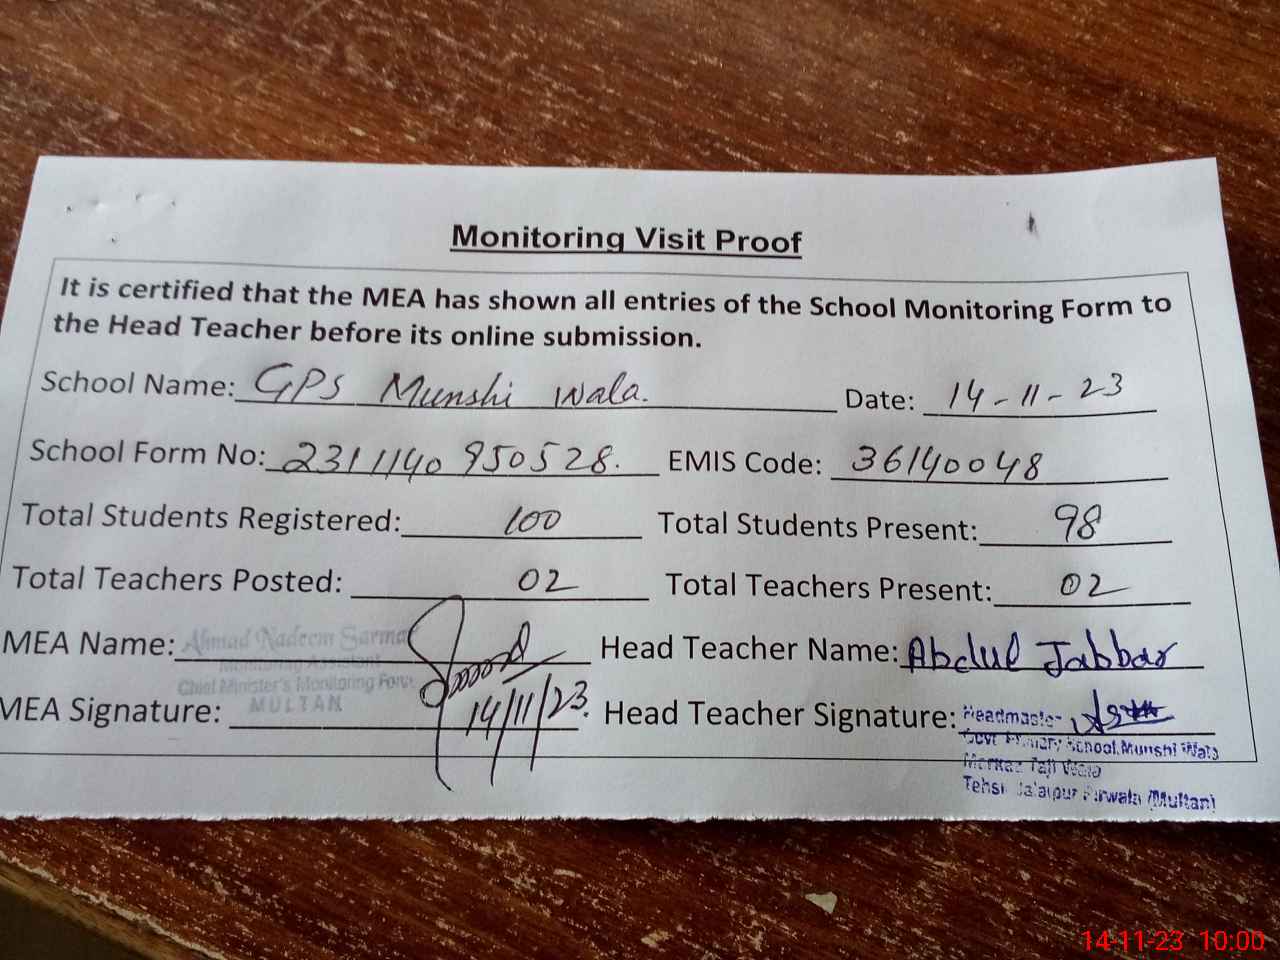 Monitoring Visit Proof
It is certified that the MEA has shown all entries of the School Monitoring Form to
the Head Teacher before its online submission.
School Name: GPS Munshi Wala. Date: 14-11-23
School Form No: 2311140950528. EMIS Code: 36140048
Total Students Registered: 100 Total Students Present: 98
Total Teachers Posted: 02 Total Teachers Present: 02
MEA Name: Ahmad Nadeem Sarmad Head Teacher Name: Abdul Jabbar
Monitoring Assistant
Chief Minister's Monitoring Force
MULTAN
MEA Signature: 14/11/23. Head Teacher Signature: Headmaster
Govt Primary School, Munshi Wala
Markaz Taji Wala
Tehsil Jalalpur Pirwala (Multan)
14-11-23 10:00